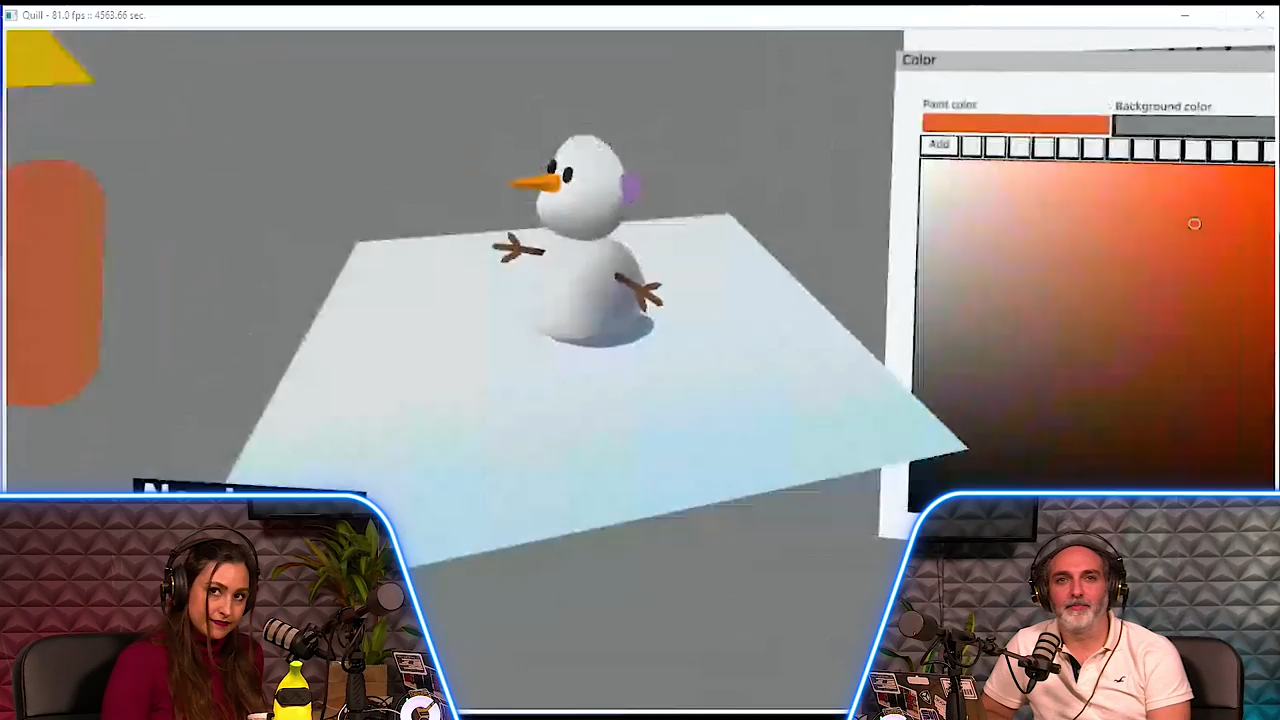 Quill - 81.0 fps :: 4563.66 sec.
Color
Paint color
Background color
Add